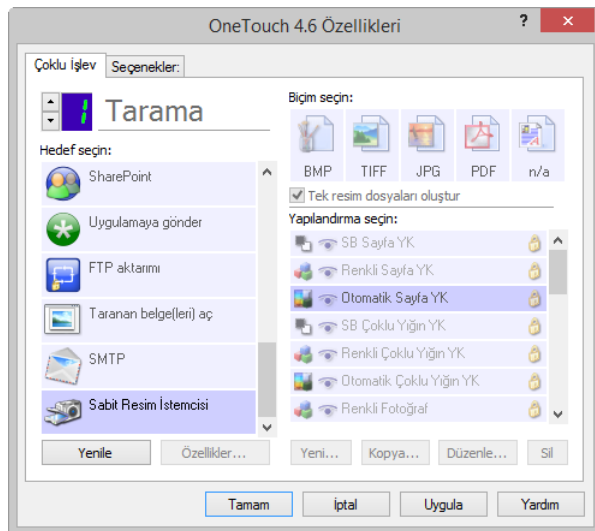 OneTouch 4.6 Özellikleri
?
Çoklu İşlev
Seçenekler:
1
Tarama
Hedef seçin:
SharePoint
Uygulamaya gönder
FTP aktarımı
Taranan belge(leri) aç
SMTP
Sabit Resim İstemcisi
Yenile
Özellikler...
Biçim seçin:
BMP TIFF JPG PDF n/a
Tek resim dosyaları oluştur
Yapılandırma seçin:
SB Sayfa YK
Renkli Sayfa YK
Otomatik Sayfa YK
SB Çoklu Yığın YK
Renkli Çoklu Yığın YK
Otomatik Çoklu Yığın YK
Renkli Fotoğraf
Yeni... Kopya... Düzenle... Sil
Tamam İptal Uygula Yardım